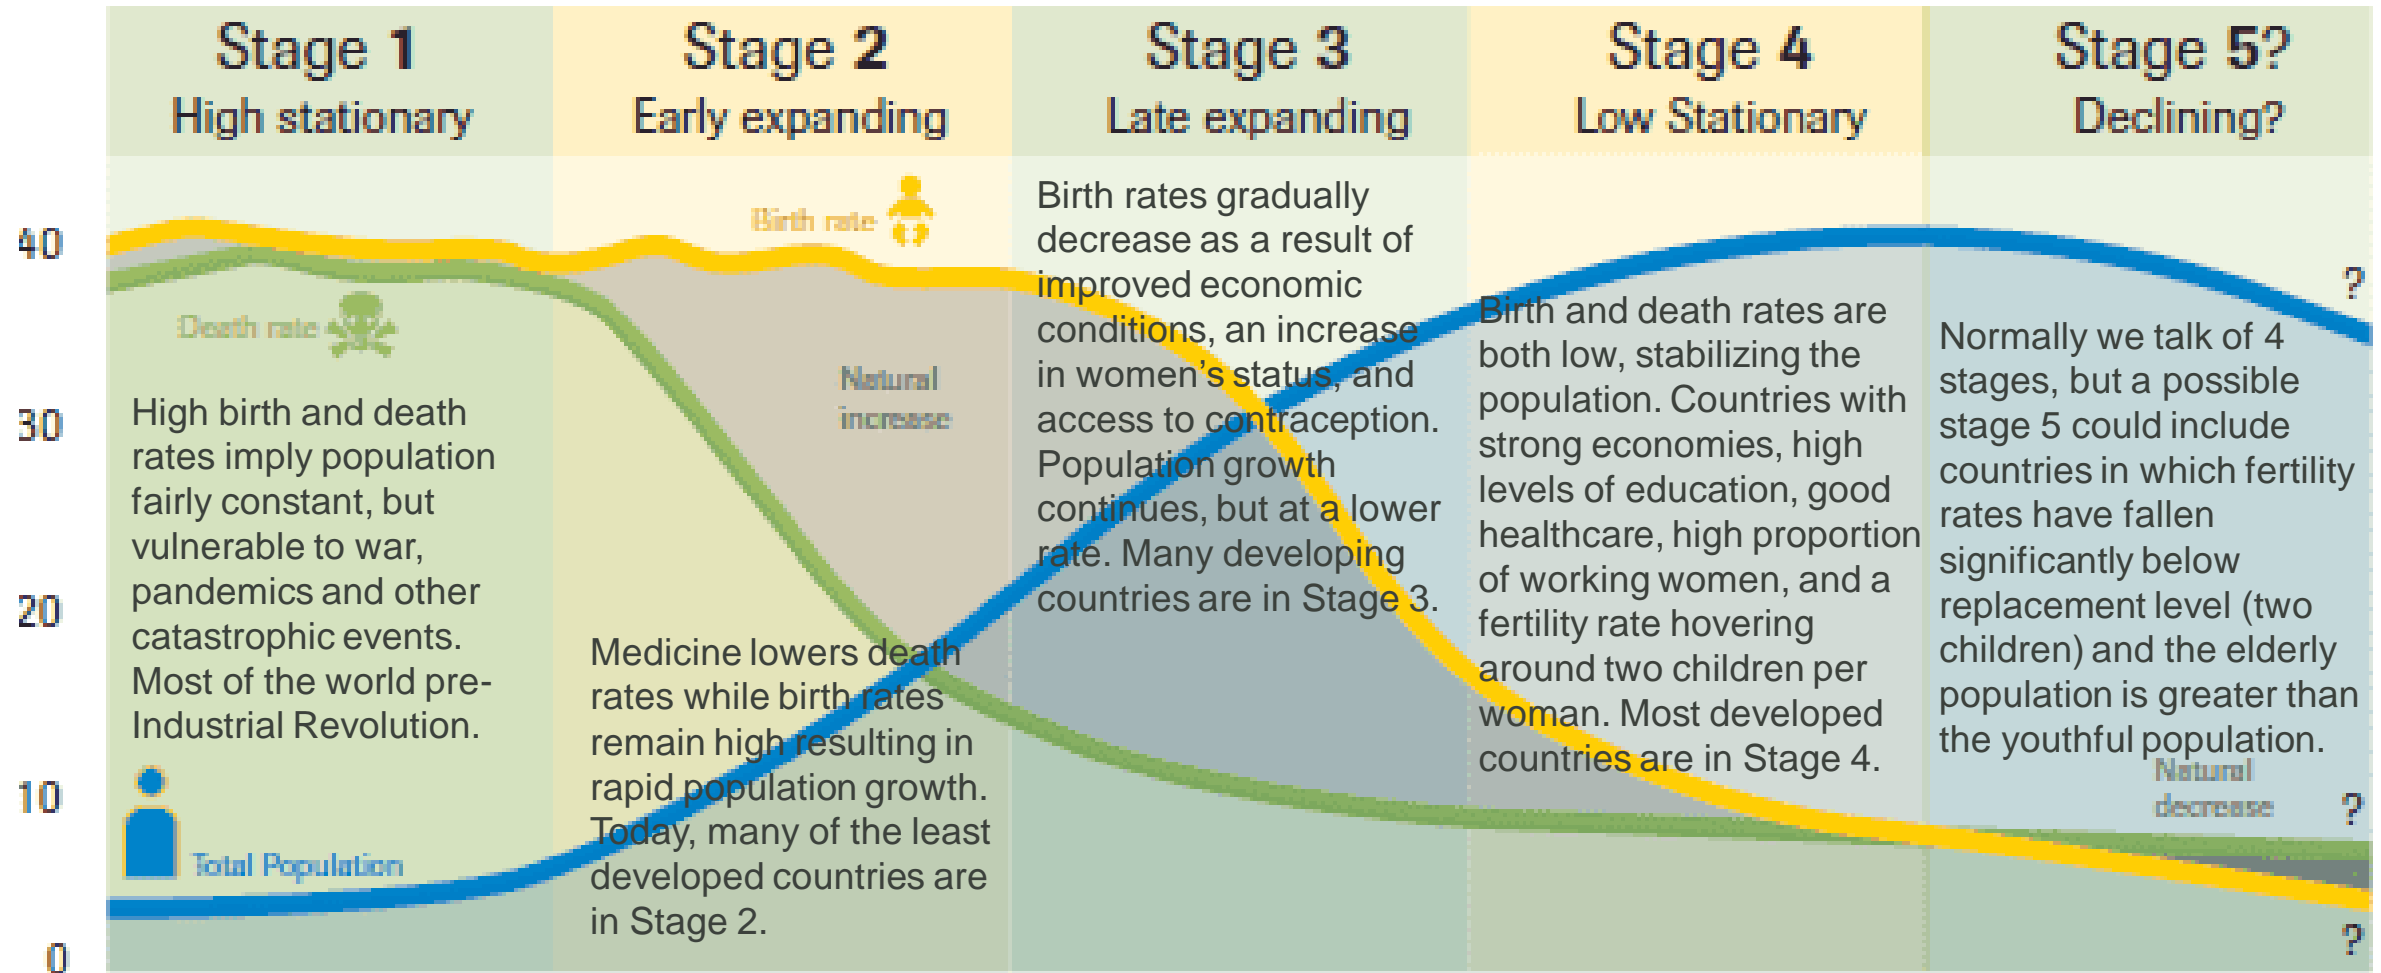 Stage 1
High stationary
Stage 2
Early expanding
Stage 3
Late expanding
Stage 4
Low Stationary
Stage 5?
Declining?
40
30
20
10
0
Birth rate
Death rate
Natural
increase
Total Population
High birth and death
rates imply population
fairly constant, but
vulnerable to war,
pandemics and other
catastrophic events.
Most of the world pre-
Industrial Revolution.
Medicine lowers death
rates while birth rates
remain high resulting in
rapid population growth.
Today, many of the least
developed countries are
in Stage 2.
Birth rates gradually
decrease as a result of
improved economic
conditions, an increase
in women’s status, and
access to contraception.
Population growth
continues, but at a lower
rate. Many developing
countries are in Stage 3.
Birth and death rates are
both low, stabilizing the
population. Countries with
strong economies, high
levels of education, good
healthcare, high proportion
of working women, and a
fertility rate hovering
around two children per
woman. Most developed
countries are in Stage 4.
Normally we talk of 4
stages, but a possible
stage 5 could include
countries in which fertility
rates have fallen
significantly below
replacement level (two
children) and the elderly
population is greater than
the youthful population.
Natural
decrease
?
?
?